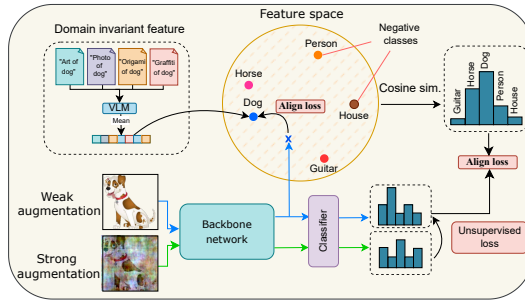 Domain invariant feature
"Art of dog"
"Photo of dog"
"Origami of dog"
"Graffiti of dog"
VLM
Mean
Feature space
Person
Negative classes
Horse
Dog
Align loss
House
Guitar
x
Cosine sim.
Guitar
Horse
Dog
Person
House
Align loss
Weak augmentation
Strong augmentation
Backbone network
Classifier
Unsupervised loss